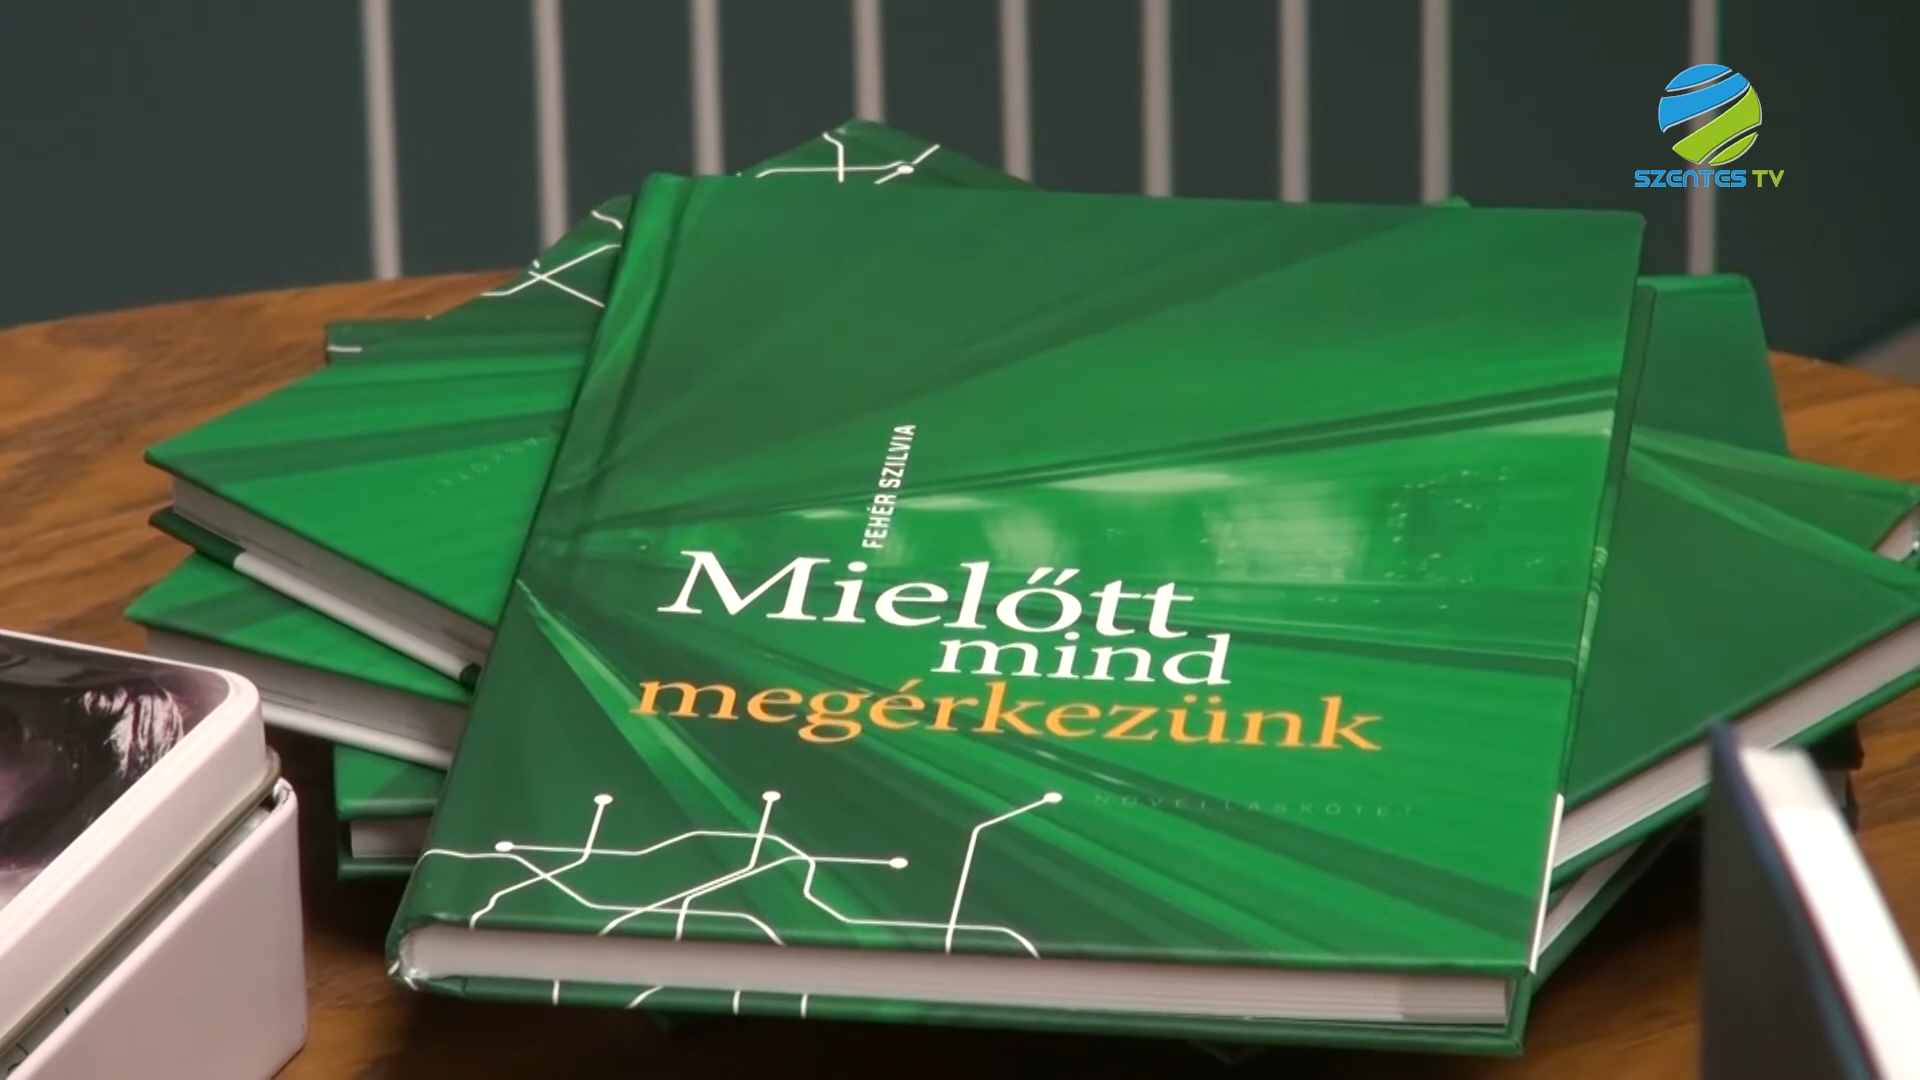 SZENTES TV
FEHÉR SZILVIA
Mielőtt
mind
megérkezünk
NOVELLÁSKÖTET